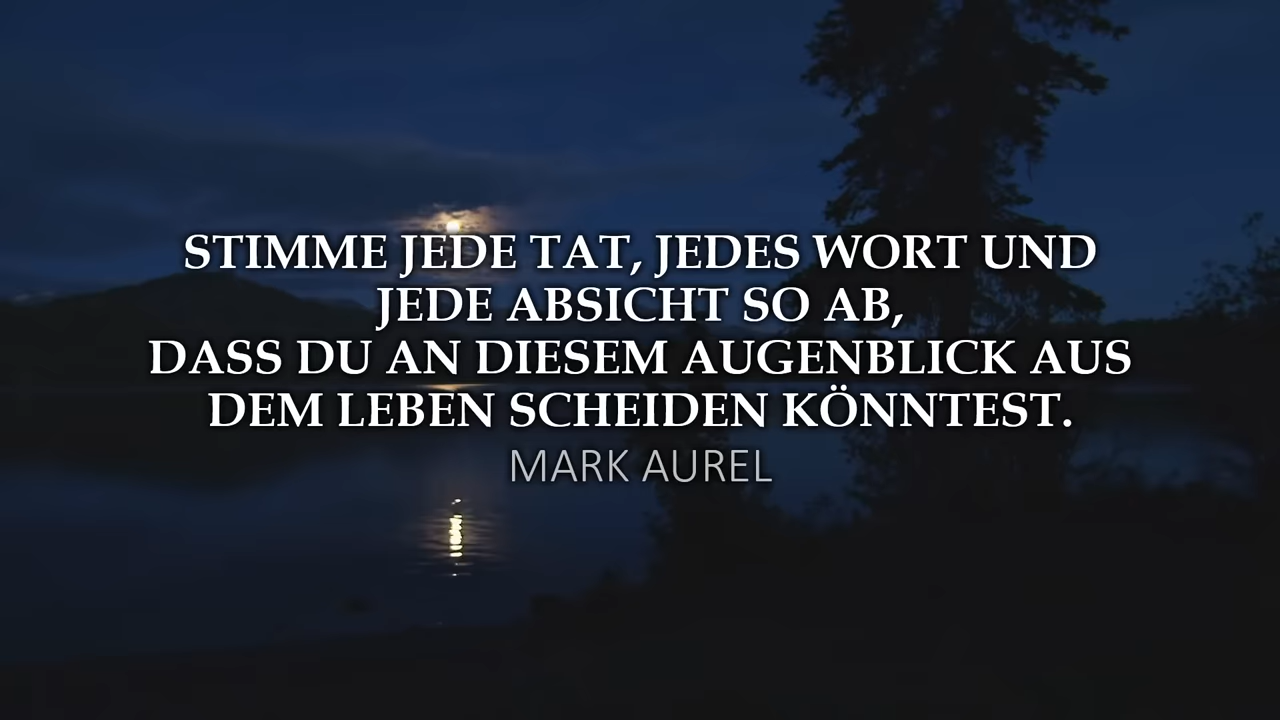 STIMME JEDE TAT, JEDES WORT UND
JEDE ABSICHT SO AB,
DASS DU AN DIESEM AUGENBLICK AUS
DEM LEBEN SCHEIDEN KÖNNTEST.
MARK AUREL